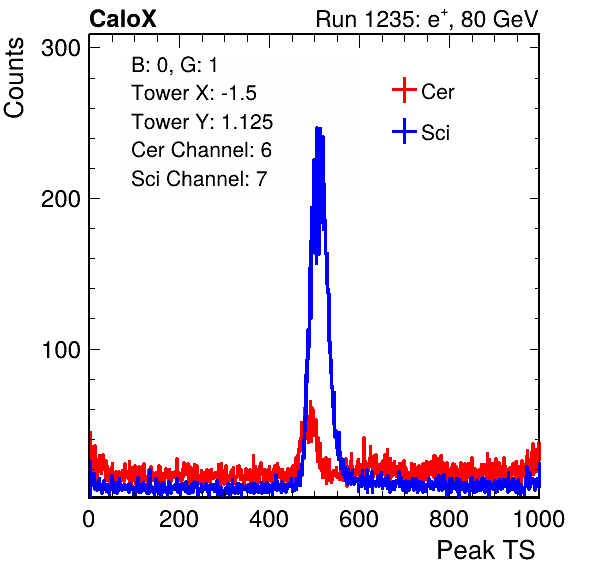 CaloX Run 1235: e⁺, 80 GeV
Counts
300
200
100
B: 0, G: 1
Tower X: -1.5
Tower Y: 1.125
Cer Channel: 6
Sci Channel: 7
Cer
Sci
0 200 400 600 800 1000
Peak TS